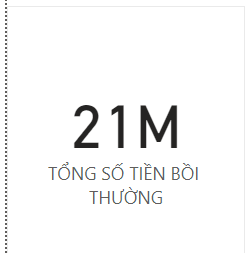 21M
TỔNG SỐ TIỀN BỒI
THƯỜNG